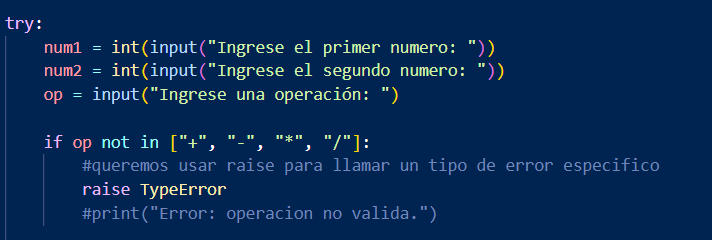 try:
num1 = int(input("Ingrese el primer numero: "))
num2 = int(input("Ingrese el segundo numero: "))
op = input("Ingrese una operación: ")
if op not in ["+", "-", "*", "/"]:
#queremos usar raise para llamar un tipo de error especifico
raise TypeError
#print("Error: operacion no valida.")